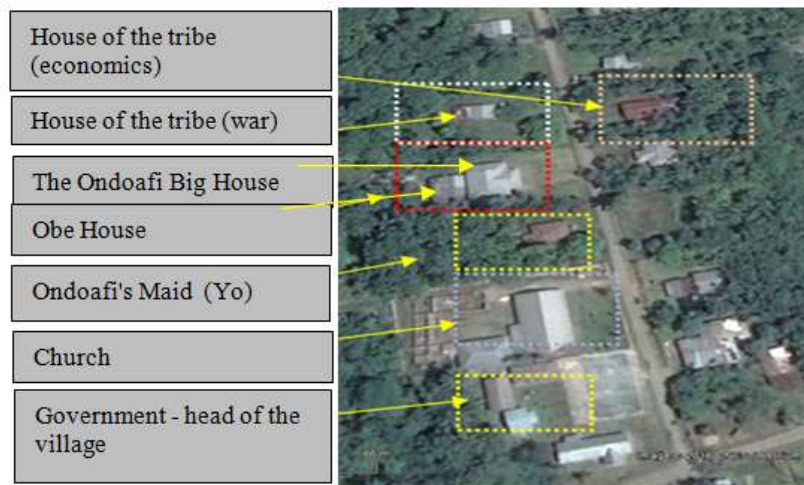 House of the tribe
(economics)
House of the tribe (war)
The Ondoafi Big House
Obe House
Ondoafi's Maid (Yo)
Church
Government - head of the
village